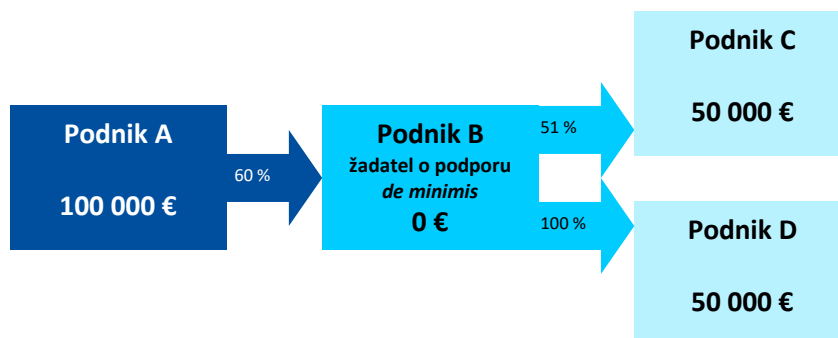 Podnik A
100 000 €
60 %
Podnik B
žadatel o podporu
de minimis
0 €
51 %
100 %
Podnik C
50 000 €
Podnik D
50 000 €